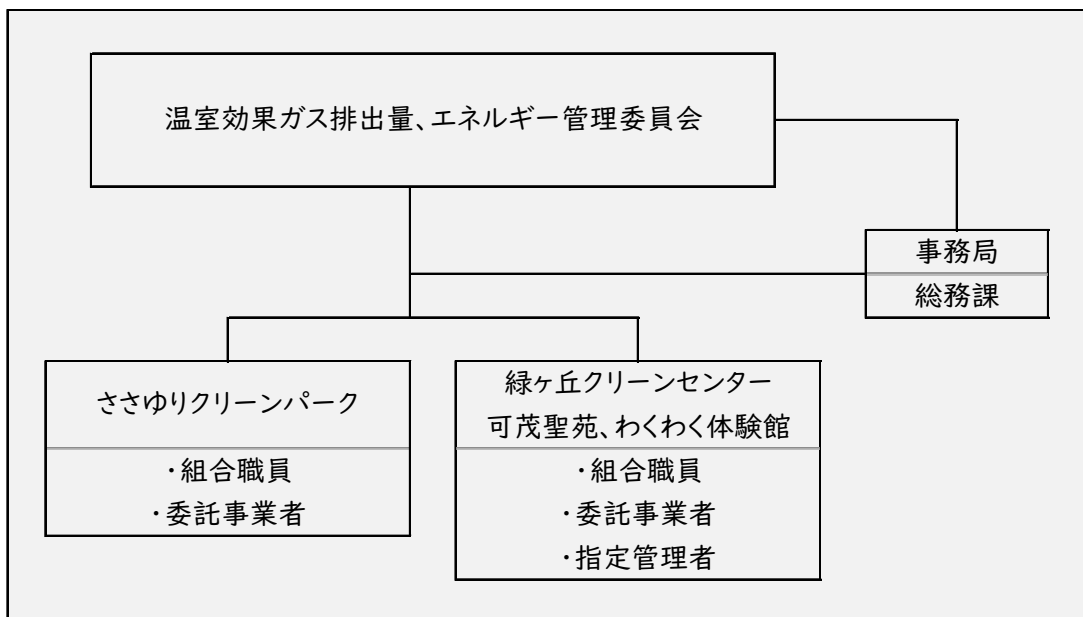 温室効果ガス排出量、エネルギー管理委員会
事務局
総務課
ささゆりクリーンパーク
・組合職員
・委託事業者
緑ヶ丘クリーンセンター
可茂聖苑、わくわく体験館
・組合職員
・委託事業者
・指定管理者